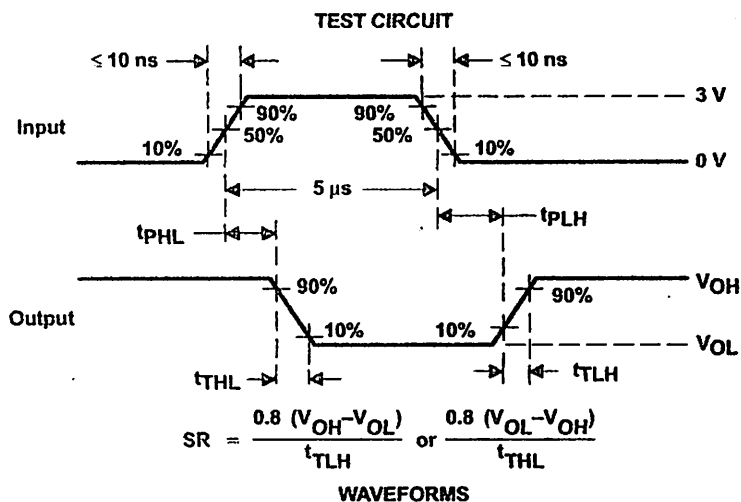 TEST CIRCUIT
≤ 10 ns
≤ 10 ns
3 V
90%
90%
Input
50%
50%
10%
10%
0 V
5 µs
tPHL
tPLH
VOH
90%
90%
Output
10%
10%
VOL
tTHL
tTLH
SR = 0.8 (VOH–VOL) / tTLH or 0.8 (VOL–VOH) / tTHL
WAVEFORMS